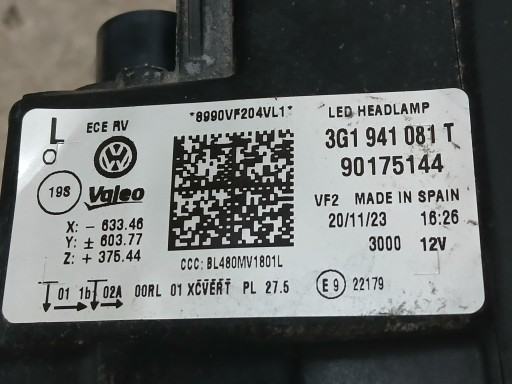 L
ECE RV
*8990VF204VL1*
LED HEADLAMP
3G1 941 081 T
90175144
19S
Valeo
VF2 MADE IN SPAIN
20/11/23 16:26
X: - 633.46
Y: ± 603.77
Z: + 375.44
3000 12V
CCC: BL480MV1801L
01 1b 02A 00RL 01 XCVERT PL 27.5
E9 22179